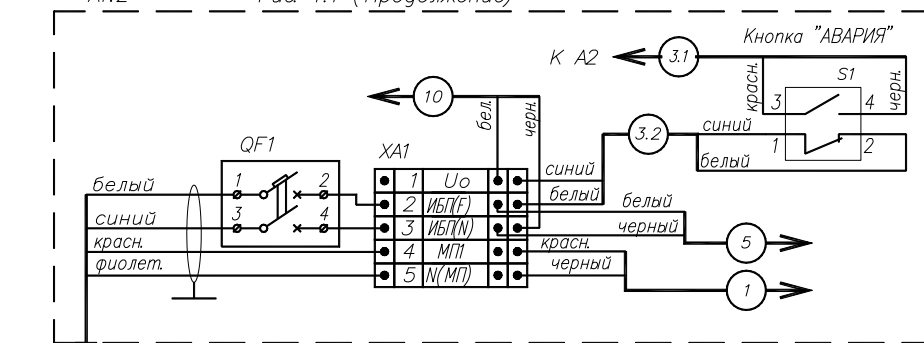 Рис. 4.1 (Продолжение)
Кнопка "АВАРИЯ"
К А2
3.1
красн.
S1
черн.
3
4
1
2
10
бел.
черн.
3.2
синий
белый
QF1
ХА1
1
2
3
4
белый
синий
красн.
фиолет.
1 Uo
2 ИБП(F)
3 ИБП(N)
4 МП1
5 N(МП)
синий
белый
белый
черный
красн.
черный
5
1